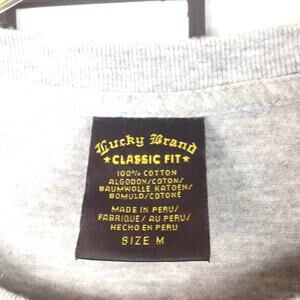 Lucky Brand
★CLASSIC FIT★
100% COTTON
ALGODON/COTON/
BAUMWOLLE KATOEN/
BOMULD/COTONE
MADE IN PERU/
FABRIQUE/ AU PERU/
HECHO EN PERU
SIZE M